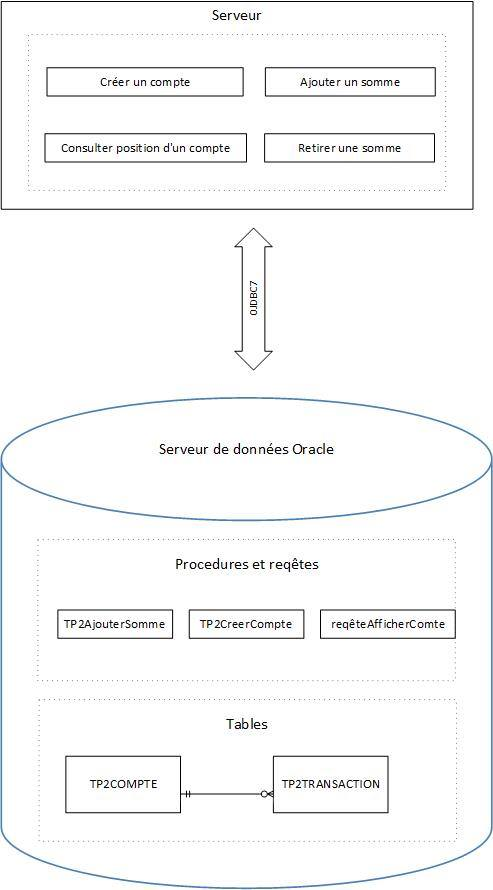 Serveur
Créer un compte
Ajouter un somme
Consulter position d'un compte
Retirer une somme
OJDBC7
Serveur de données Oracle
Procedures et reqêtes
TP2AjouterSomme
TP2CreerCompte
reqêteAfficherComte
Tables
TP2COMPTE
TP2TRANSACTION